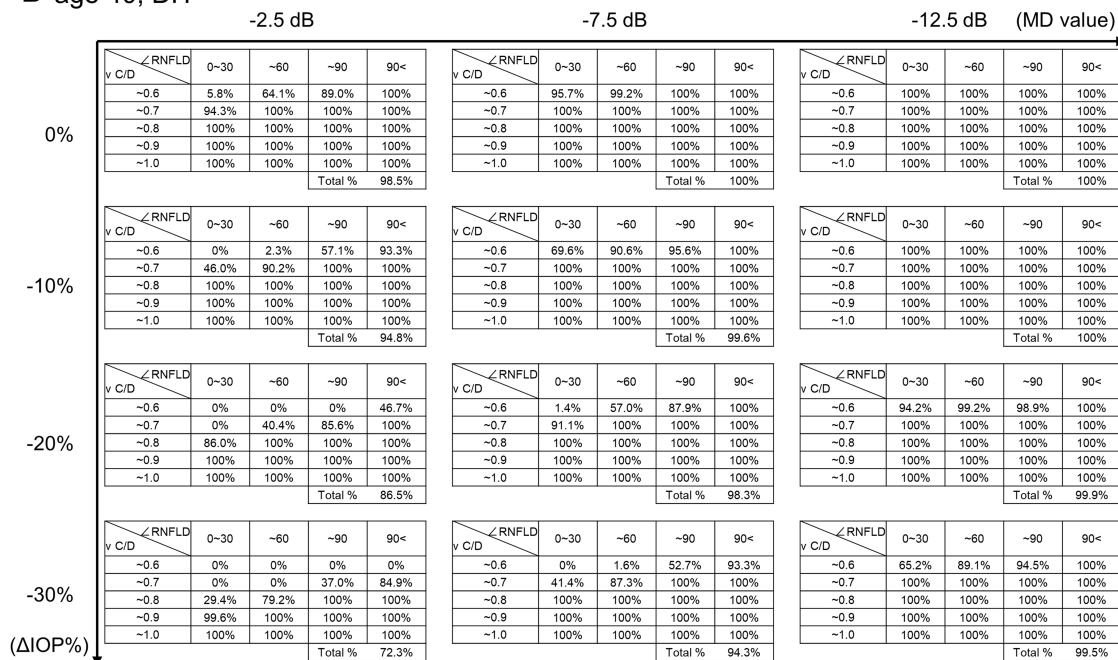 -2.5 dB -7.5 dB -12.5 dB (MD value)
0%
∠RNFLD 0~30 ~60 ~90 90< ∠RNFLD 0~30 ~60 ~90 90< ∠RNFLD 0~30 ~60 ~90 90<
v C/D v C/D v C/D
~0.6 5.8% 64.1% 89.0% 100% ~0.6 95.7% 99.2% 100% 100% ~0.6 100% 100% 100% 100%
~0.7 94.3% 100% 100% 100% ~0.7 100% 100% 100% 100% ~0.7 100% 100% 100% 100%
~0.8 100% 100% 100% 100% ~0.8 100% 100% 100% 100% ~0.8 100% 100% 100% 100%
~0.9 100% 100% 100% 100% ~0.9 100% 100% 100% 100% ~0.9 100% 100% 100% 100%
~1.0 100% 100% 100% 100% ~1.0 100% 100% 100% 100% ~1.0 100% 100% 100% 100%
Total % 98.5% Total % 100% Total % 100%
-10%
∠RNFLD 0~30 ~60 ~90 90< ∠RNFLD 0~30 ~60 ~90 90< ∠RNFLD 0~30 ~60 ~90 90<
v C/D v C/D v C/D
~0.6 0% 2.3% 57.1% 93.3% ~0.6 69.6% 90.6% 95.6% 100% ~0.6 100% 100% 100% 100%
~0.7 46.0% 90.2% 100% 100% ~0.7 100% 100% 100% 100% ~0.7 100% 100% 100% 100%
~0.8 100% 100% 100% 100% ~0.8 100% 100% 100% 100% ~0.8 100% 100% 100% 100%
~0.9 100% 100% 100% 100% ~0.9 100% 100% 100% 100% ~0.9 100% 100% 100% 100%
~1.0 100% 100% 100% 100% ~1.0 100% 100% 100% 100% ~1.0 100% 100% 100% 100%
Total % 94.8% Total % 99.6% Total % 100%
-20%
∠RNFLD 0~30 ~60 ~90 90< ∠RNFLD 0~30 ~60 ~90 90< ∠RNFLD 0~30 ~60 ~90 90<
v C/D v C/D v C/D
~0.6 0% 0% 0% 46.7% ~0.6 1.4% 57.0% 87.9% 100% ~0.6 94.2% 99.2% 98.9% 100%
~0.7 0% 40.4% 85.6% 100% ~0.7 91.1% 100% 100% 100% ~0.7 100% 100% 100% 100%
~0.8 86.0% 100% 100% 100% ~0.8 100% 100% 100% 100% ~0.8 100% 100% 100% 100%
~0.9 100% 100% 100% 100% ~0.9 100% 100% 100% 100% ~0.9 100% 100% 100% 100%
~1.0 100% 100% 100% 100% ~1.0 100% 100% 100% 100% ~1.0 100% 100% 100% 100%
Total % 86.5% Total % 98.3% Total % 99.9%
-30%
∠RNFLD 0~30 ~60 ~90 90< ∠RNFLD 0~30 ~60 ~90 90< ∠RNFLD 0~30 ~60 ~90 90<
v C/D v C/D v C/D
~0.6 0% 0% 0% 0% ~0.6 0% 1.6% 52.7% 93.3% ~0.6 65.2% 89.1% 94.5% 100%
~0.7 0% 0% 37.0% 84.9% ~0.7 41.4% 87.3% 100% 100% ~0.7 100% 100% 100% 100%
~0.8 29.4% 79.2% 100% 100% ~0.8 100% 100% 100% 100% ~0.8 100% 100% 100% 100%
~0.9 99.6% 100% 100% 100% ~0.9 100% 100% 100% 100% ~0.9 100% 100% 100% 100%
~1.0 100% 100% 100% 100% ~1.0 100% 100% 100% 100% ~1.0 100% 100% 100% 100%
(ΔIOP%) Total % 72.3% Total % 94.3% Total % 99.5%